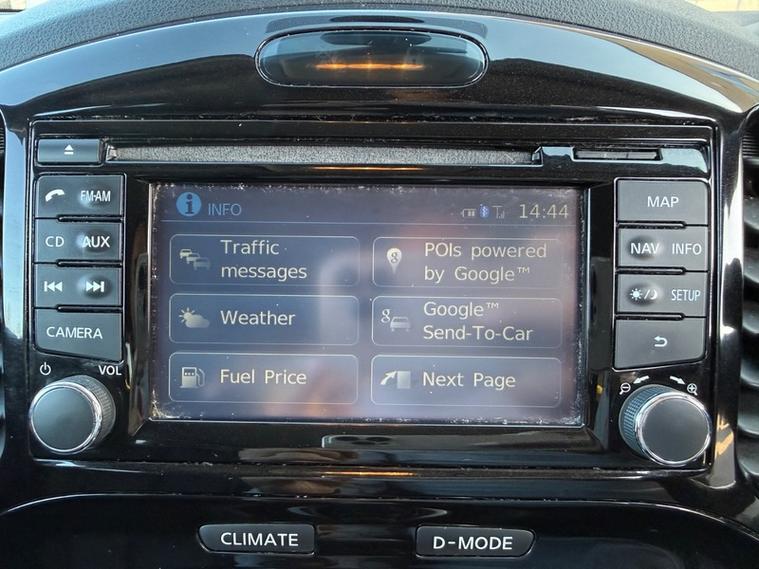 INFO 14:44
FM·AM
MAP
CD AUX
NAV INFO
SETUP
CAMERA
VOL
Traffic
messages
POIs powered
by Google™
Weather
Google™
Send-To-Car
Fuel Price
Next Page
CLIMATE
D-MODE